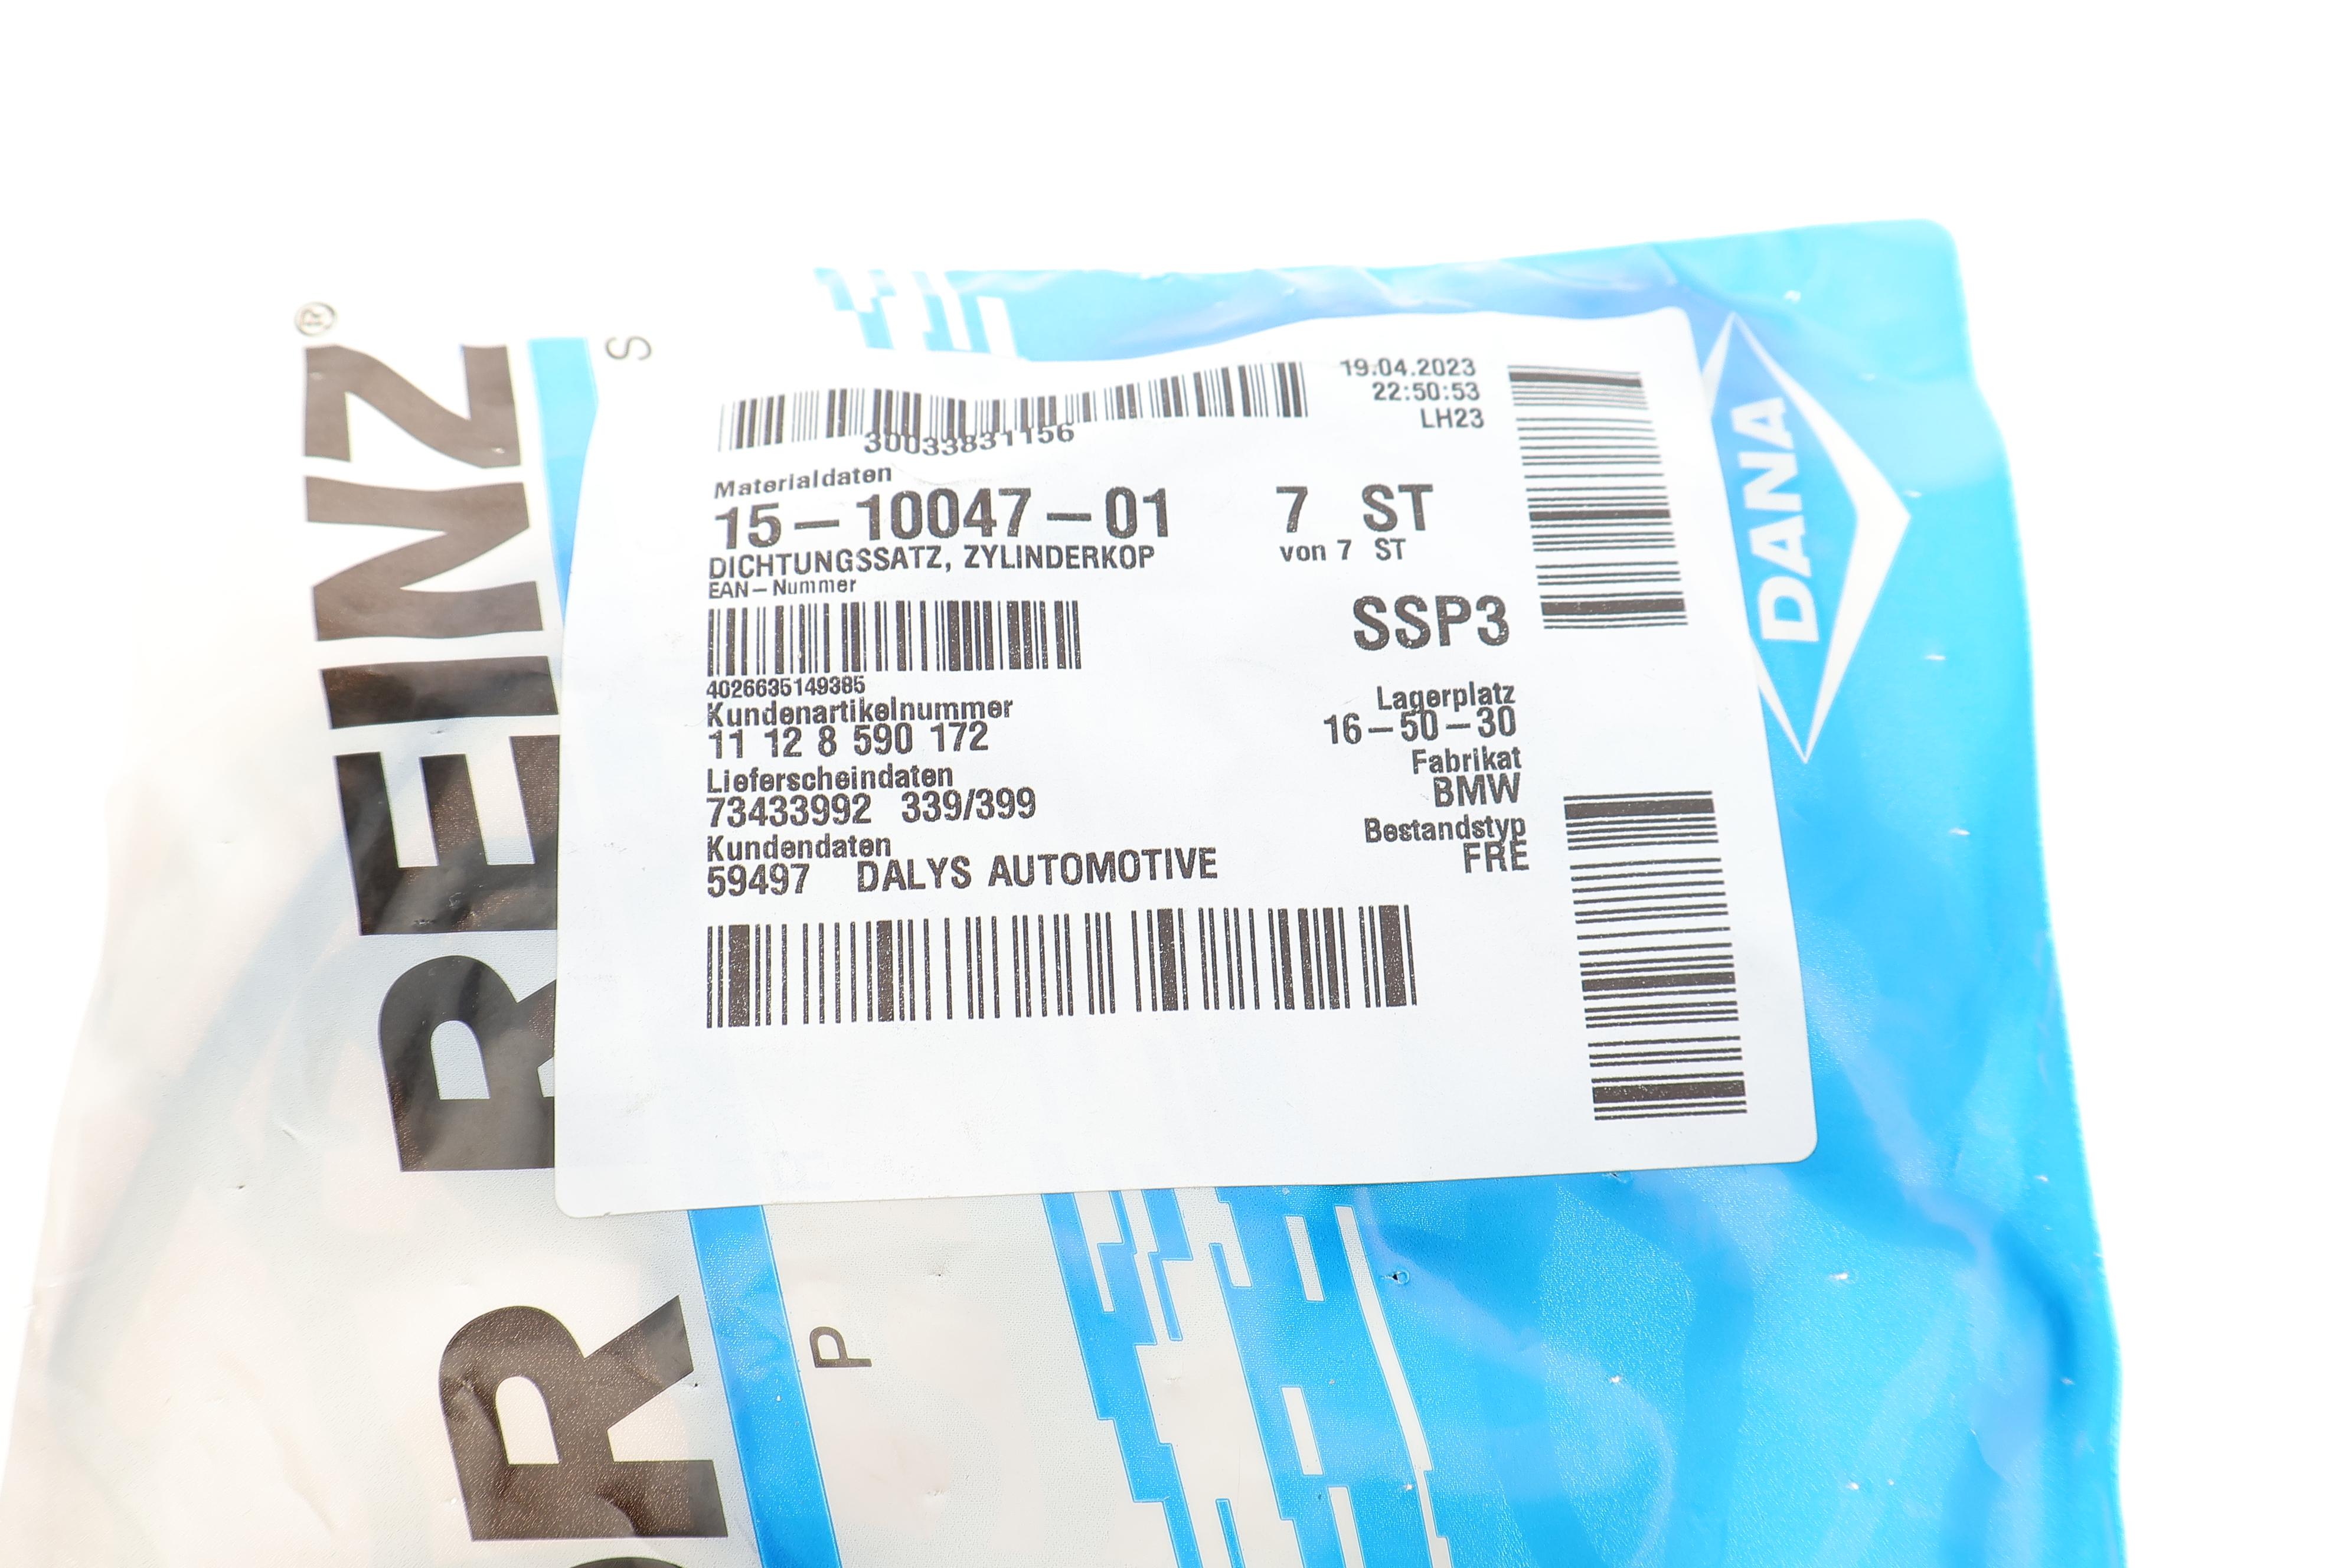 30033831156
19.04.2023
22:50:53
LH23
Materialdaten
15-10047-01
7 ST
DICHTUNGSSATZ, ZYLINDERKOP
von 7 ST
EAN-Nummer
SSP3
4026635149385
Kundenartikelnummer
11 12 8 590 172
Lagerplatz
16-50-30
Lieferscheindaten
73433992 339/399
Fabrikat
BMW
Kundendaten
59497 DALYS AUTOMOTIVE
Bestandstyp
FRE
DANA
REINZ®
S
P